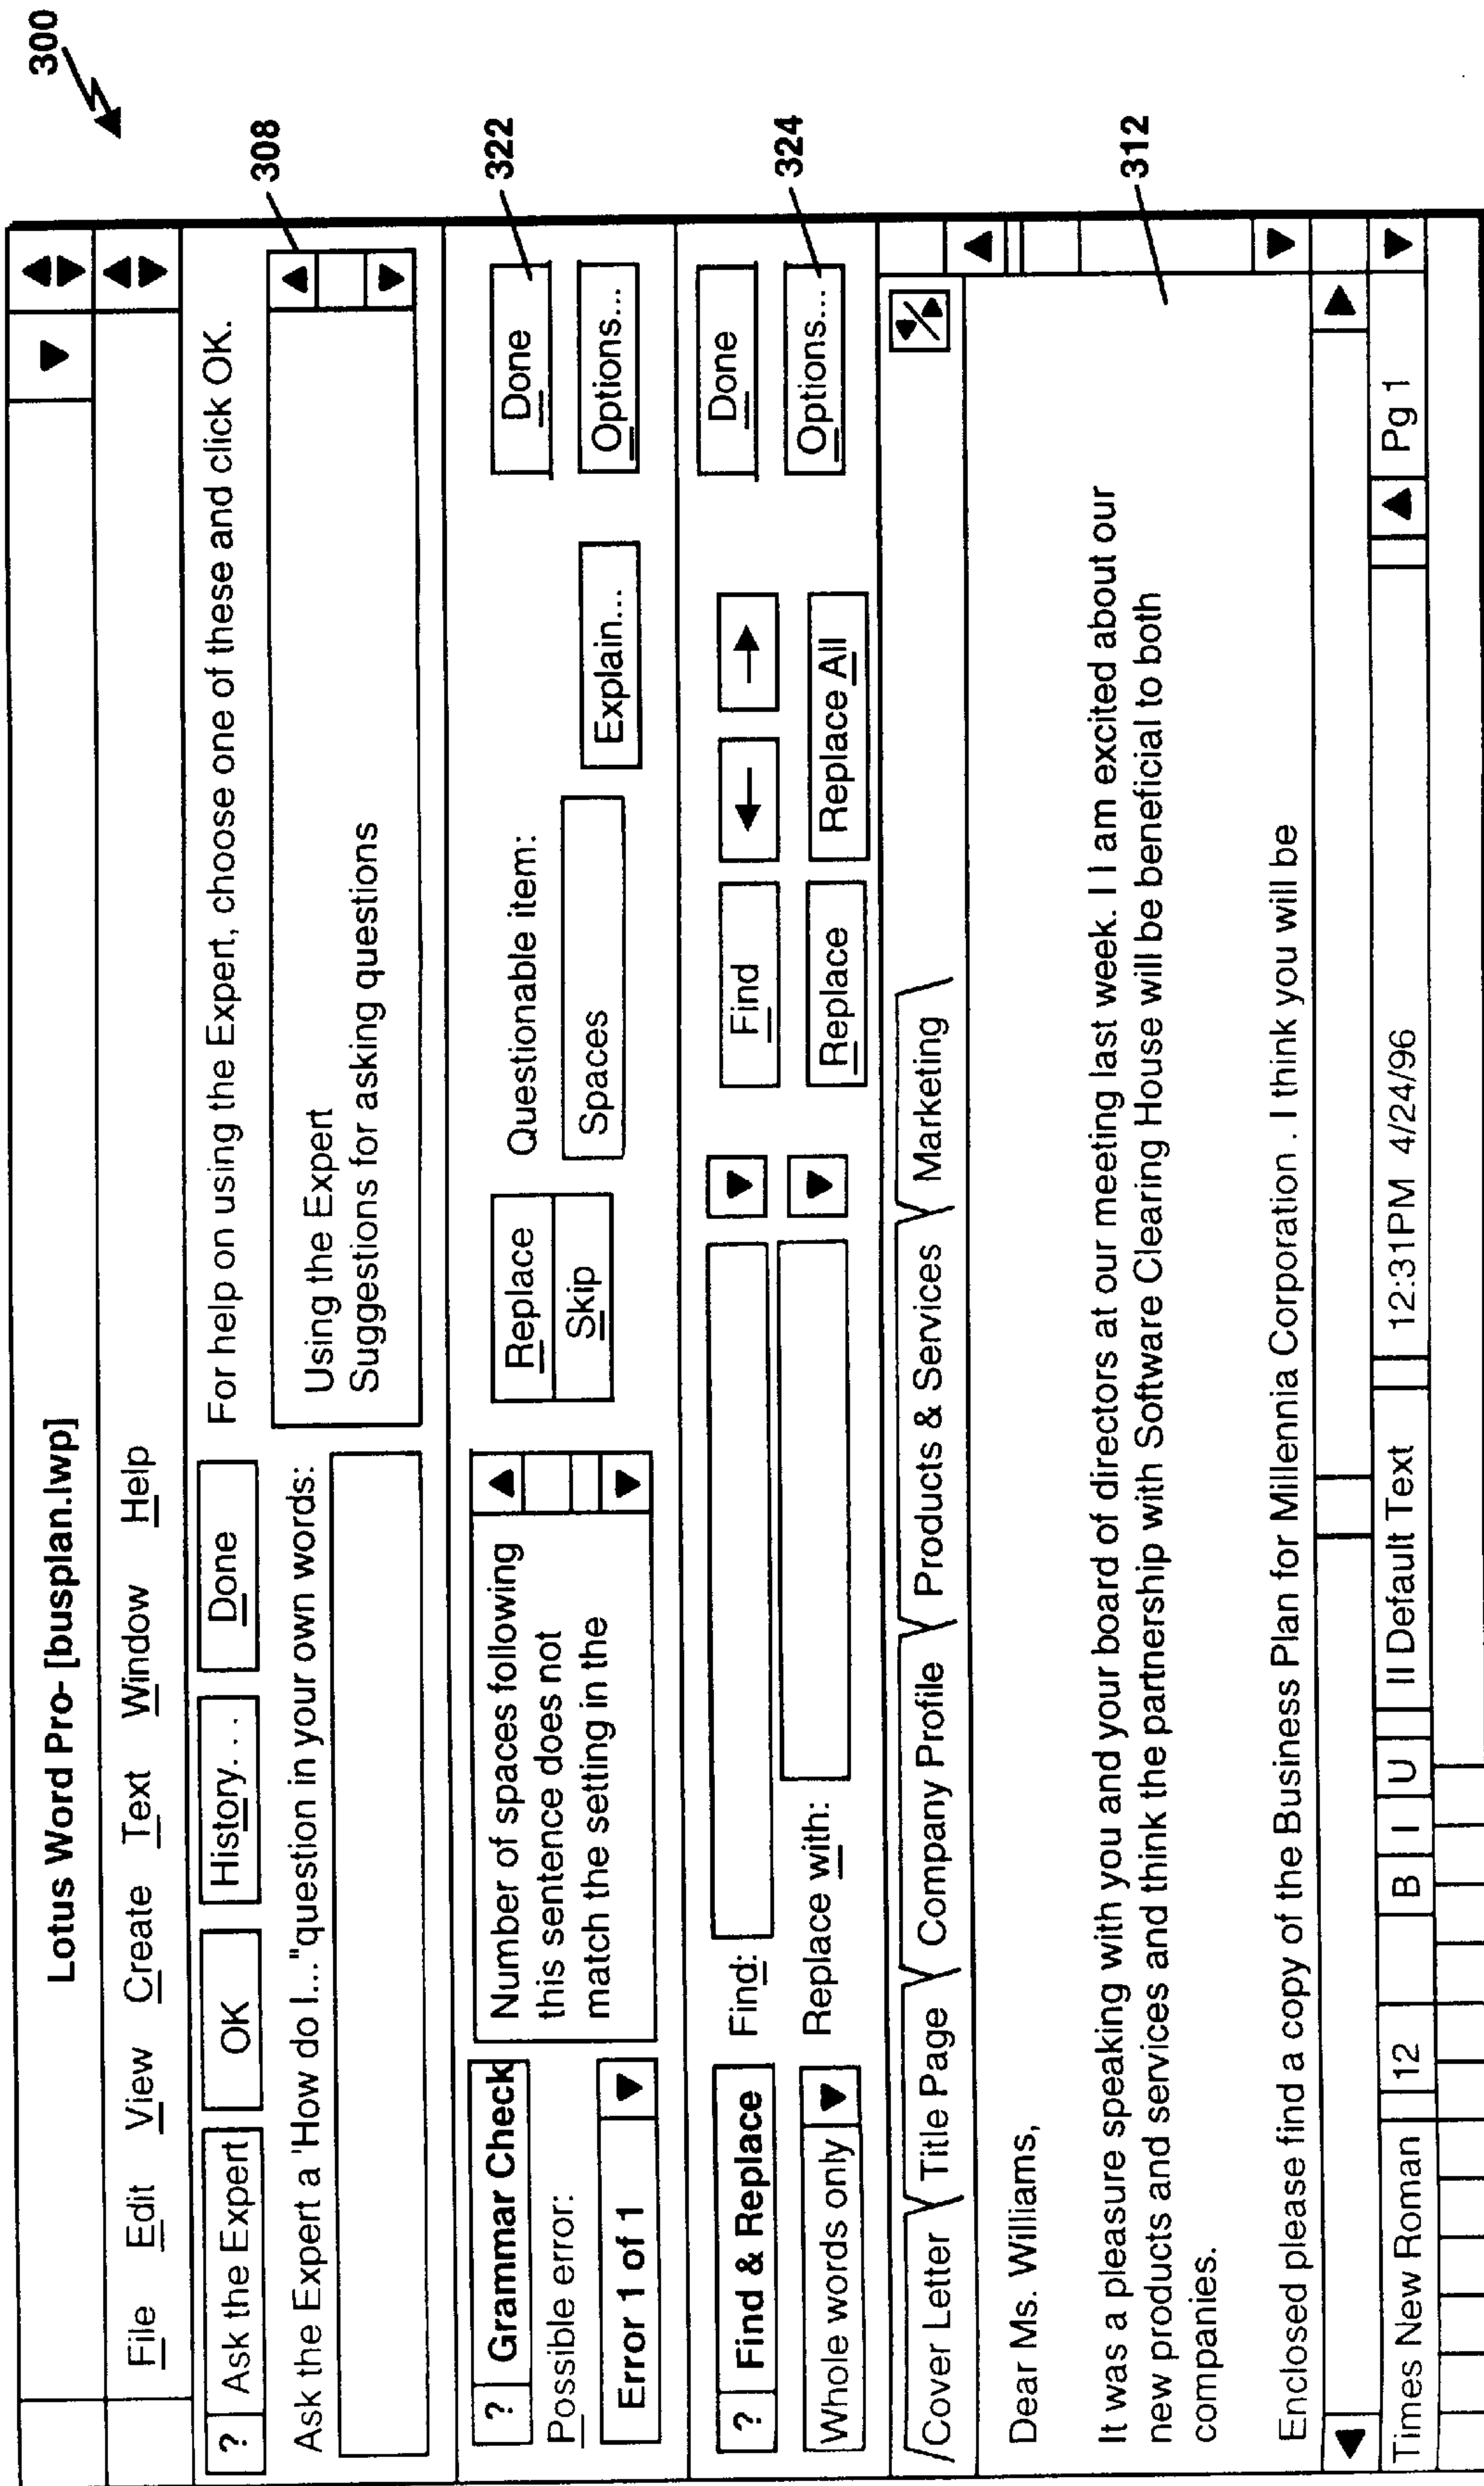 300
Lotus Word Pro- [busplan.lwp]
File Edit View Create Text Window Help
? Ask the Expert OK History. . . Done For help on using the Expert, choose one of these and click OK.
308
Ask the Expert a 'How do I..."question in your own words:
Using the Expert
Suggestions for asking questions
? Grammar Check
Possible error:
Error 1 of 1
Number of spaces following
this sentence does not
match the setting in the
Replace
Skip
Questionable item:
Spaces
Explain...
Done
Options...
322
? Find & Replace Find: Find ← → Done
Whole words only Replace with: Replace Replace All Options...
324
Cover Letter Title Page Company Profile Products & Services Marketing
312
Dear Ms. Williams,
It was a pleasure speaking with you and your board of directors at our meeting last week. I I am excited about our
new products and services and think the partnership with Software Clearing House will be beneficial to both
companies.
Enclosed please find a copy of the Business Plan for Millennia Corporation . I think you will be
Times New Roman 12 B I U II Default Text 12:31PM 4/24/96 Pg 1